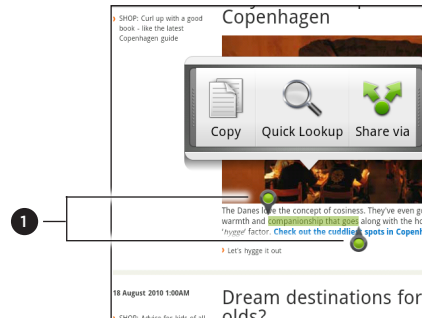 SHOP: Curl up with a good
book - like the latest
Copenhagen guide
Copenhagen
Copy
Quick Lookup
Share via
1
The Danes love the concept of cosiness. They've even g
warmth and companionship that goes along with the ho
'hygge' factor. Check out the cuddliest spots in Copenh
Let's hygge it out
18 August 2010 1:00AM
Dream destinations for
olds?
SHOP: Advice for kids of all